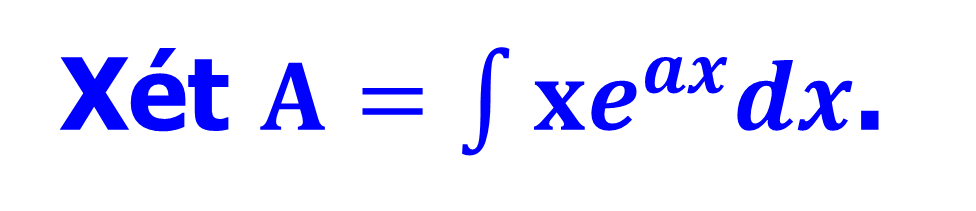 Xét A = ∫ xe^{ax}dx.